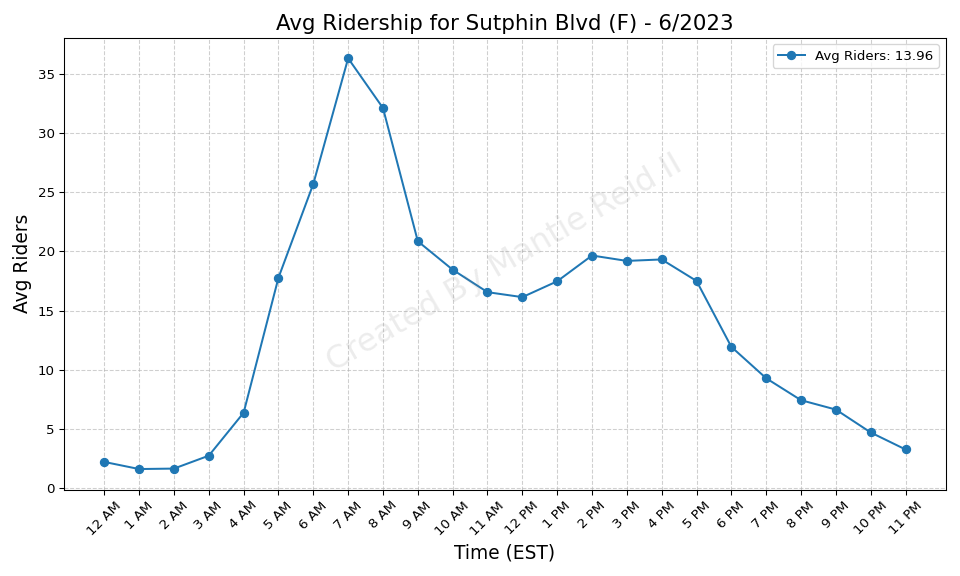 Avg Ridership for Sutphin Blvd (F) - 6/2023
Avg Riders: 13.96
Avg Riders
35
30
25
20
15
10
5
0
Created By Mantie Reid II
12 AM
1 AM
2 AM
3 AM
4 AM
5 AM
6 AM
7 AM
8 AM
9 AM
10 AM
11 AM
12 PM
1 PM
2 PM
3 PM
4 PM
5 PM
6 PM
7 PM
8 PM
9 PM
10 PM
11 PM
Time (EST)